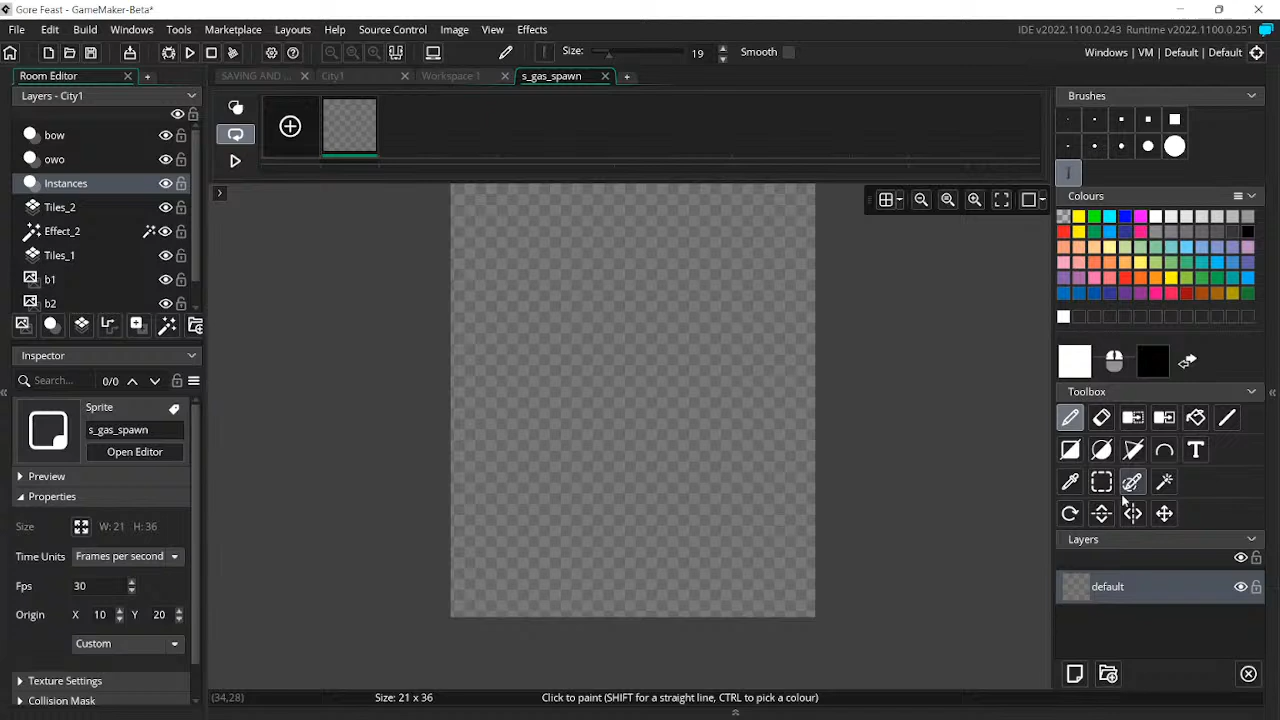 Gore Feast - GameMaker-Beta*
File Edit Build Windows Tools Marketplace Layouts Help Source Control Image View Effects
IDE v2022.1100.0.243 Runtime v2022.1100.0.251
Size: 19 Smooth
Windows | VM | Default | Default
Room Editor
SAVING AND ...
City1
Workspace 1
s_gas_spawn
Layers - City1
bow
owo
Instances
Tiles_2
Effect_2
Tiles_1
b1
b2
Inspector
Search...
0/0
Sprite
s_gas_spawn
Open Editor
Preview
Properties
Size W: 21 H: 36
Time Units Frames per second
Fps 30
Origin X 10 Y 20
Custom
Texture Settings
Collision Mask
Brushes
Colours
Toolbox
T
Layers
default
(34,28)
Size: 21 x 36
Click to paint (SHIFT for a straight line, CTRL to pick a colour)